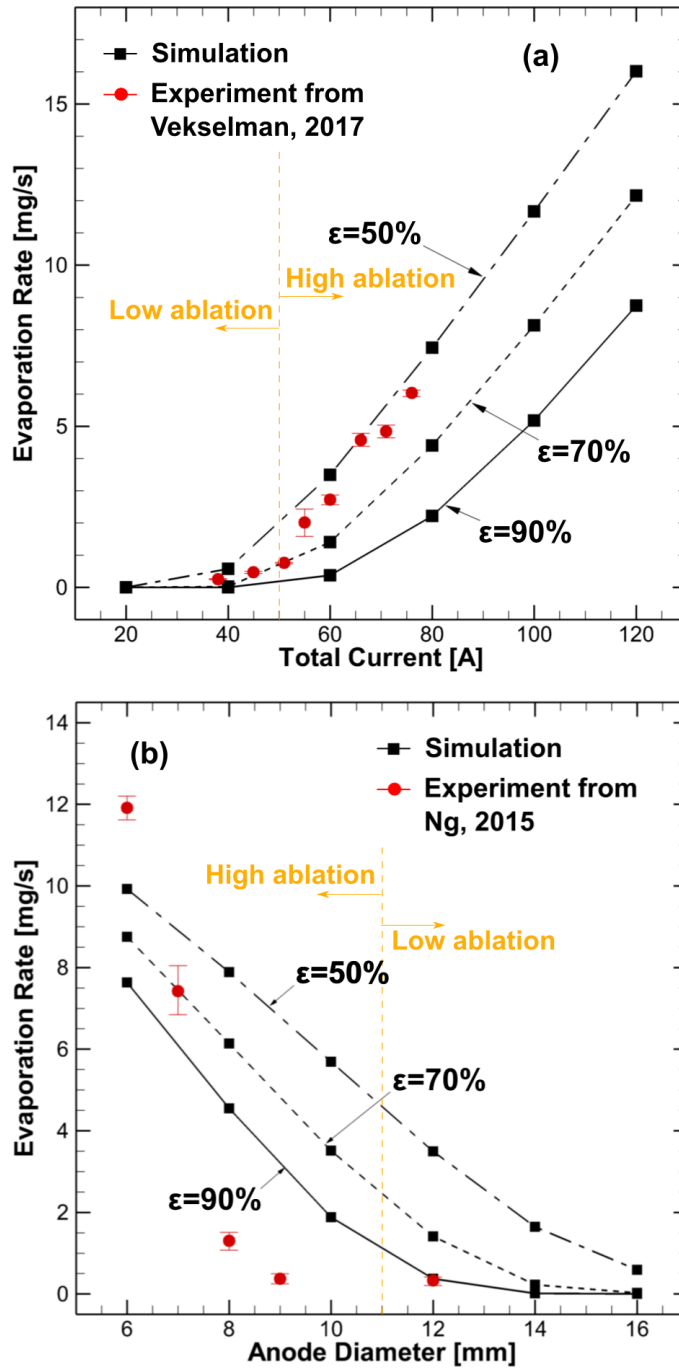 (a)
Simulation
Experiment from
Vekselman, 2017
ε=50%
High ablation
Low ablation
ε=70%
ε=90%
Evaporation Rate [mg/s]
15
10
5
0
20 40 60 80 100 120
Total Current [A]
(b)
Simulation
Experiment from
Ng, 2015
High ablation
Low ablation
ε=50%
ε=70%
ε=90%
Evaporation Rate [mg/s]
14
12
10
8
6
4
2
0
6 8 10 12 14 16
Anode Diameter [mm]